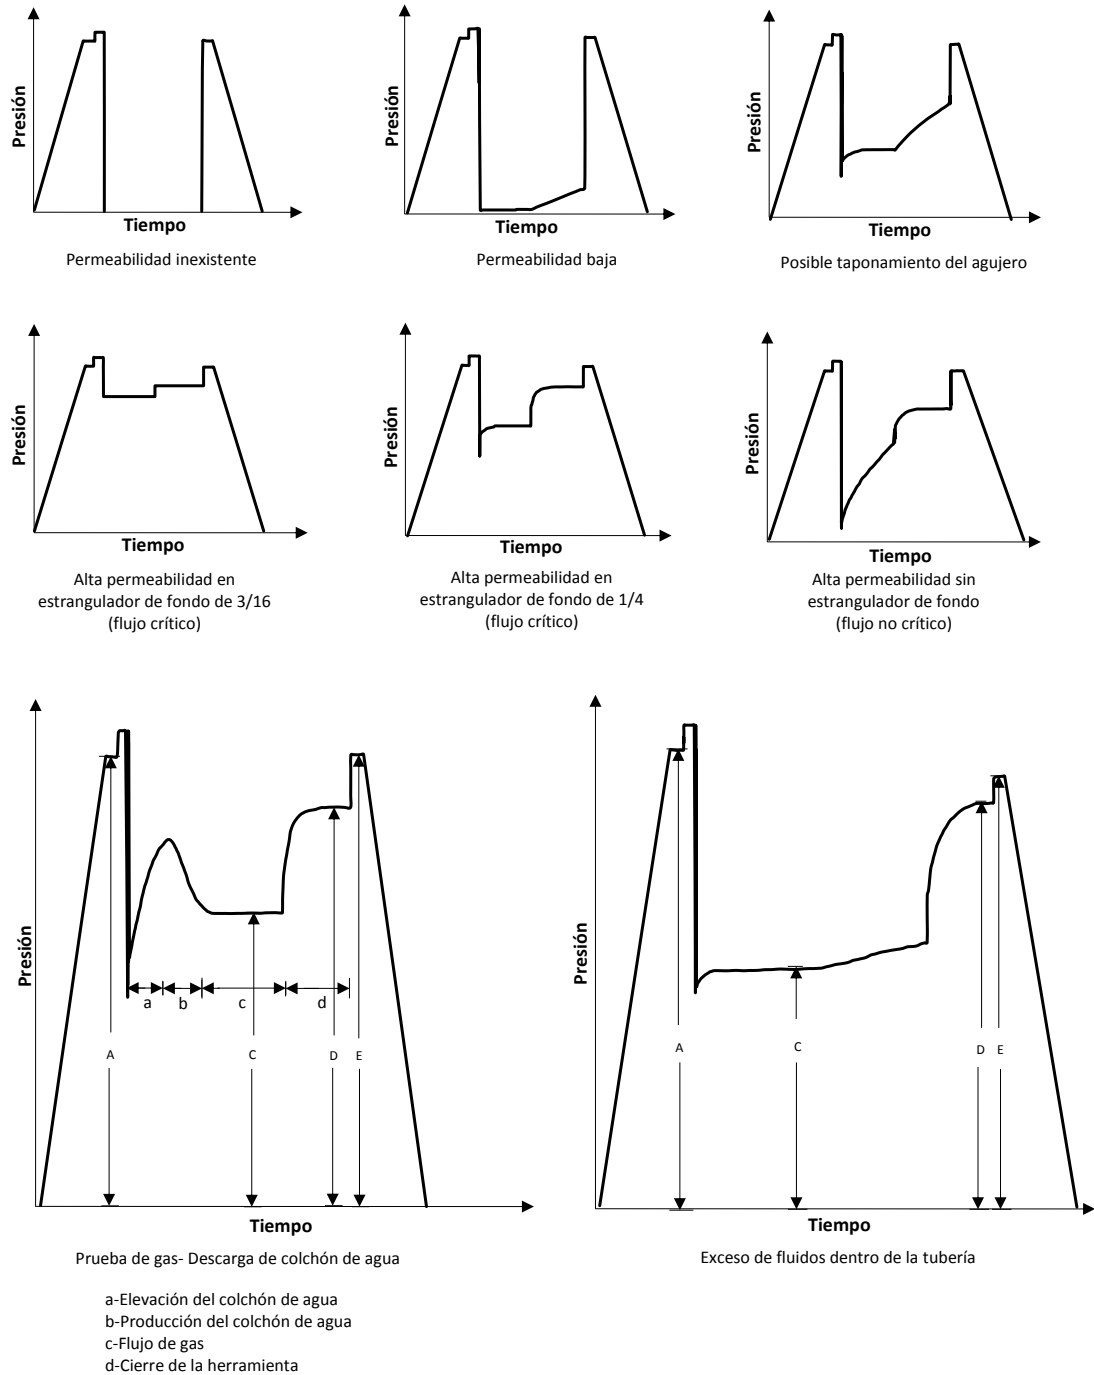 Presión
Tiempo
Permeabilidad inexistente
Presión
Tiempo
Permeabilidad baja
Presión
Tiempo
Posible taponamiento del agujero
Presión
Tiempo
Alta permeabilidad en
estrangulador de fondo de 3/16
(flujo crítico)
Presión
Tiempo
Alta permeabilidad en
estrangulador de fondo de 1/4
(flujo crítico)
Presión
Tiempo
Alta permeabilidad sin
estrangulador de fondo
(flujo no crítico)
Presión
a b c d
A C D E
Tiempo
Prueba de gas- Descarga de colchón de agua
a-Elevación del colchón de agua
b-Producción del colchón de agua
c-Flujo de gas
d-Cierre de la herramienta
Presión
A C D E
Tiempo
Exceso de fluidos dentro de la tubería